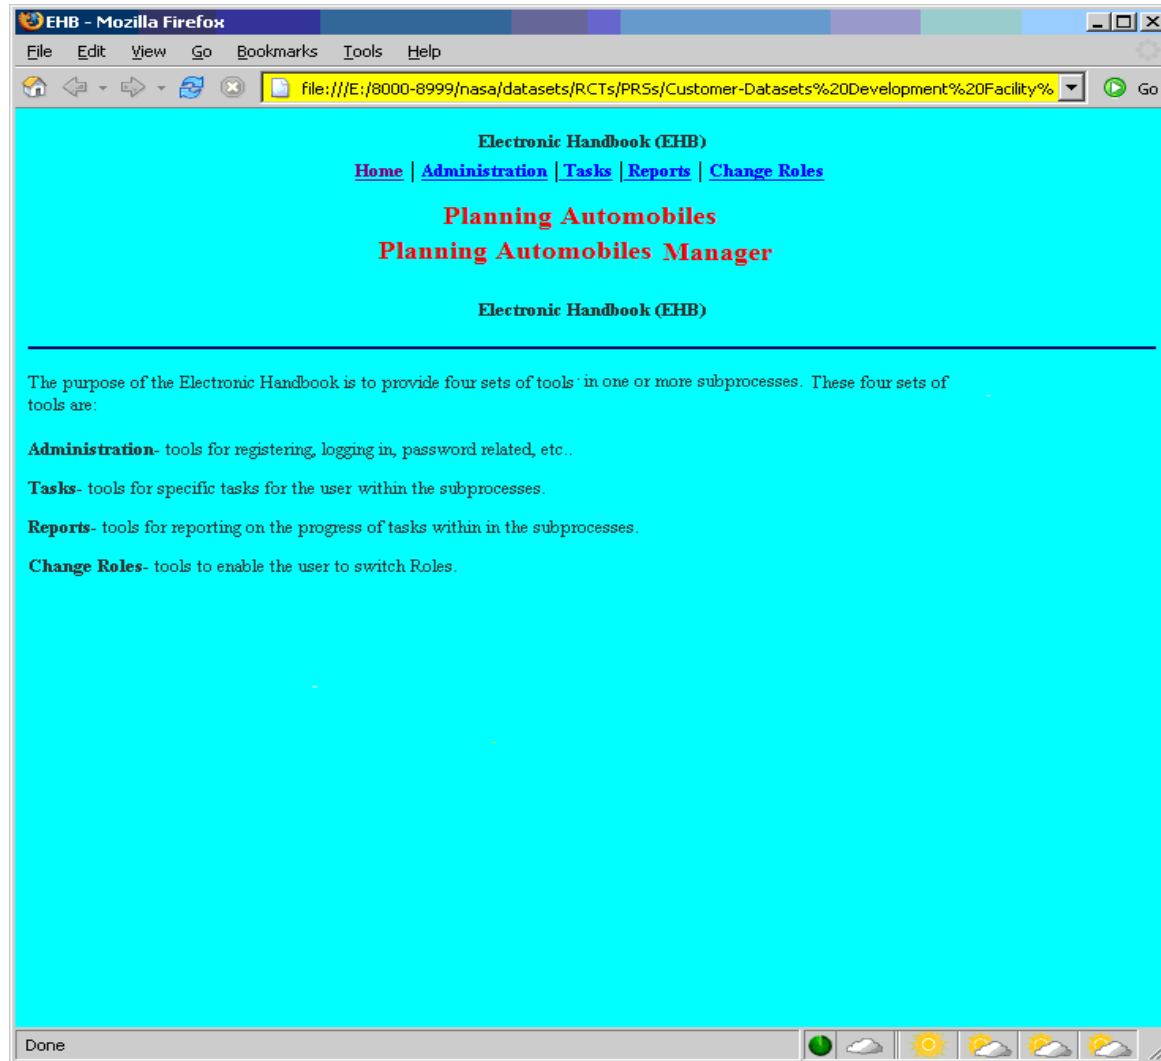 EHB - Mozilla Firefox
File Edit View Go Bookmarks Tools Help
file:///E:/8000-8999/nasa/datasets/RCTs/PRSs/Customer-Datasets%20Development%20Facility% Go
Electronic Handbook (EHB)
Home | Administration | Tasks | Reports | Change Roles
Planning Automobiles
Planning Automobiles Manager
Electronic Handbook (EHB)
The purpose of the Electronic Handbook is to provide four sets of tools in one or more subprocesses. These four sets of
tools are:
Administration- tools for registering, logging in, password related, etc..
Tasks- tools for specific tasks for the user within the subprocesses.
Reports- tools for reporting on the progress of tasks within in the subprocesses.
Change Roles- tools to enable the user to switch Roles.
Done